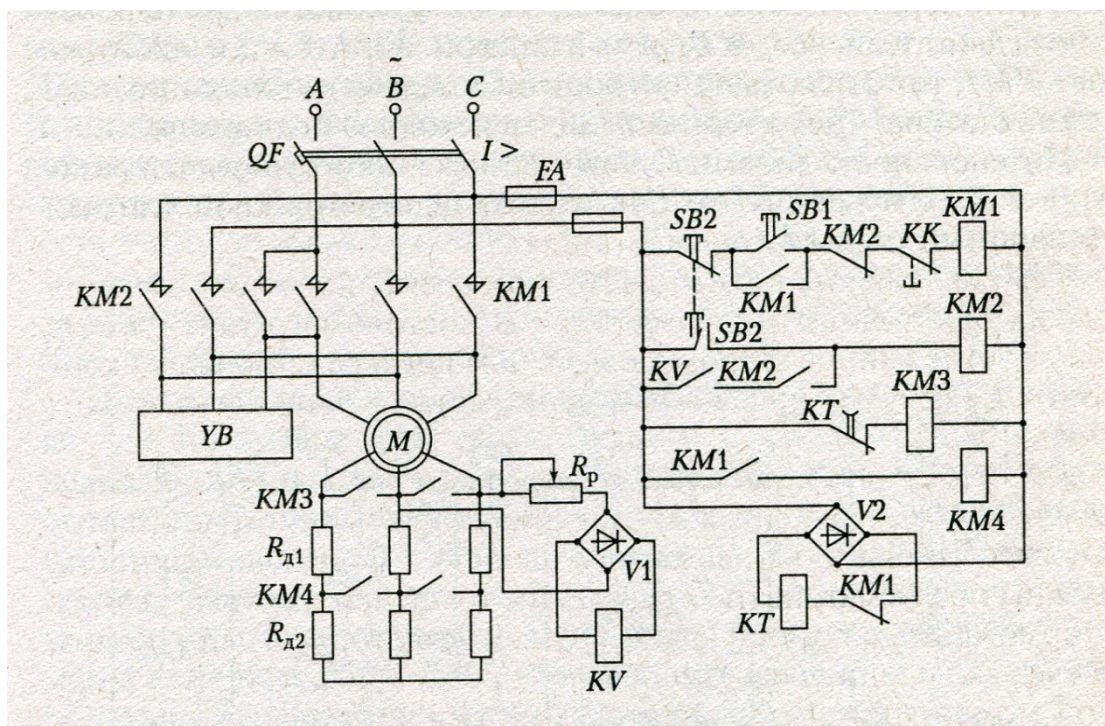 ~
A B C
QF I > FA
SB2 SB1 KM2 KK KM1
KM2 KM1 KM1 KM2
SB2
KV KM2 KM3
KT
YB M
KM1
KM3 Rр KM4
V2
Rд1 V1
KM4 KM1
KT
Rд2
KV